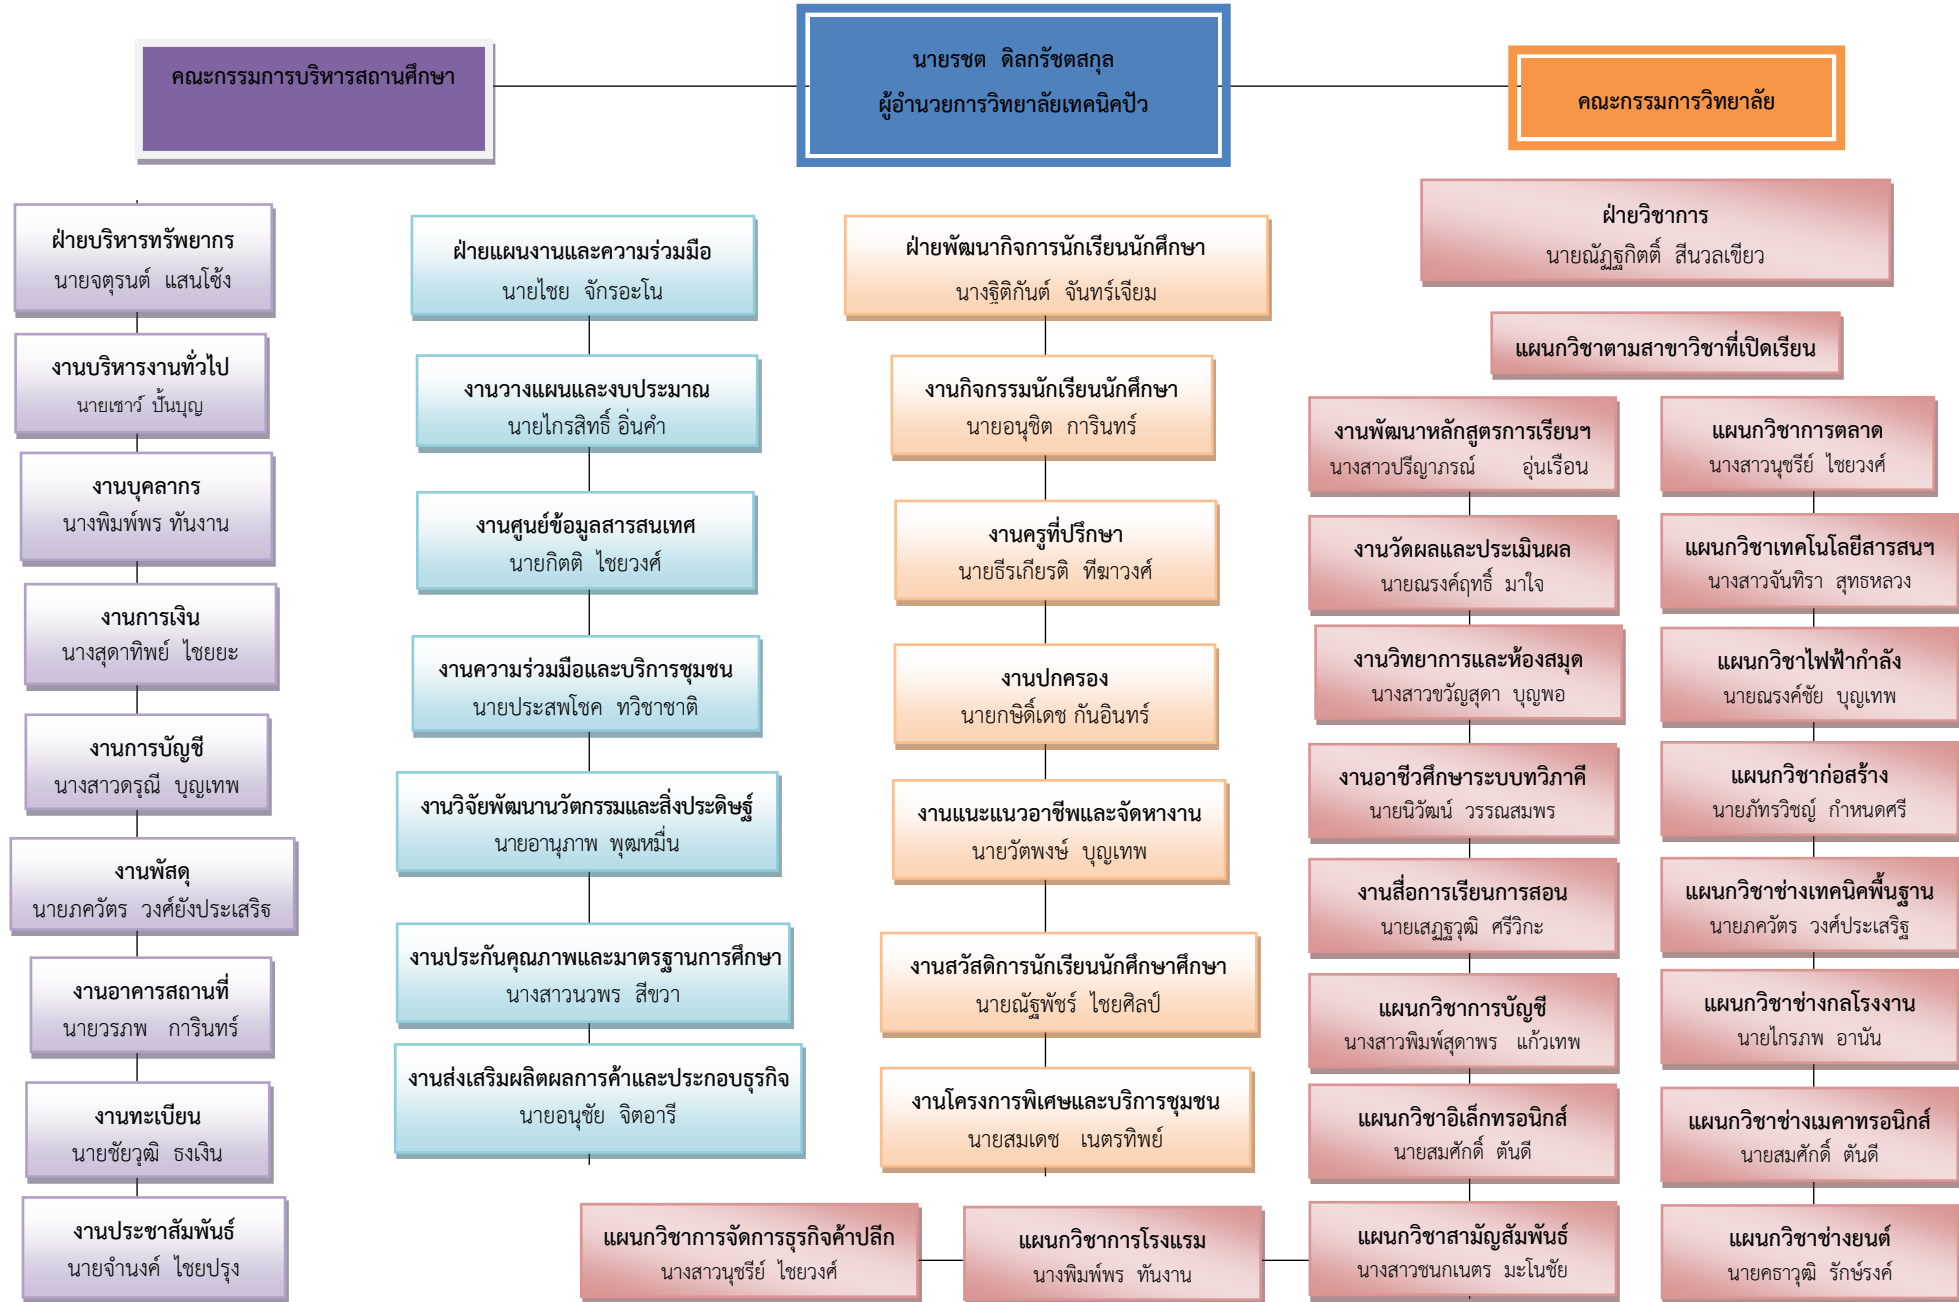 คณะกรรมการบริหารสถานศึกษา
นายรชต ดิลกรัชตสกุล
ผู้อำนวยการวิทยาลัยเทคนิคปัว
คณะกรรมการวิทยาลัย
ฝ่ายบริหารทรัพยากร
นายจตุรนต์ แสนโซ้ง
งานบริหารงานทั่วไป
นายเชาว์ ปั้นบุญ
งานบุคลากร
นางพิมพ์พร ทันงาน
งานการเงิน
นางสุดาทิพย์ ไชยยะ
งานการบัญชี
นางสาวดรุณี บุญเทพ
งานพัสดุ
นายภควัตร วงศ์ยังประเสริฐ
งานอาคารสถานที่
นายวรภพ การินทร์
งานทะเบียน
นายชัยวุฒิ ธงเงิน
งานประชาสัมพันธ์
นายจำนงค์ ไชยปรุง
ฝ่ายแผนงานและความร่วมมือ
นายไชย จักรอะโน
งานวางแผนและงบประมาณ
นายไกรสิทธิ์ อิ่นคำ
งานศูนย์ข้อมูลสารสนเทศ
นายกิตติ ไชยวงศ์
งานความร่วมมือและบริการชุมชน
นายประสพโชค ทวิชาชาติ
งานวิจัยพัฒนานวัตกรรมและสิ่งประดิษฐ์
นายอานุภาพ พุฒหมื่น
งานประกันคุณภาพและมาตรฐานการศึกษา
นางสาวนวพร สีขวา
งานส่งเสริมผลิตผลการค้าและประกอบธุรกิจ
นายอนุชัย จิตอารี
ฝ่ายพัฒนากิจการนักเรียนนักศึกษา
นางฐิติกันต์ จันทร์เจียม
งานกิจกรรมนักเรียนนักศึกษา
นายอนุชิต การินทร์
งานครูที่ปรึกษา
นายธีรเกียรติ ทีฆาวงศ์
งานปกครอง
นายกษิดิ์เดช กันอินทร์
งานแนะแนวอาชีพและจัดหางาน
นายวัตพงษ์ บุญเทพ
งานสวัสดิการนักเรียนนักศึกษาศึกษา
นายณัฐพัชร์ ไชยศิลป์
งานโครงการพิเศษและบริการชุมชน
นายสมเดช เนตรทิพย์
ฝ่ายวิชาการ
นายณัฏฐกิตติ์ สีนวลเขียว
แผนกวิชาตามสาขาวิชาที่เปิดเรียน
งานพัฒนาหลักสูตรการเรียนฯ
นางสาวปรีญาภรณ์ อุ่นเรือน
งานวัดผลและประเมินผล
นายณรงค์ฤทธิ์ มาใจ
งานวิทยาการและห้องสมุด
นางสาวขวัญสุดา บุญพอ
งานอาชีวศึกษาระบบทวิภาคี
นายนิวัฒน์ วรรณสมพร
งานสื่อการเรียนการสอน
นายเสฏฐวุฒิ ศรีวิกะ
แผนกวิชาการบัญชี
นางสาวพิมพ์สุดาพร แก้วเทพ
แผนกวิชาอิเล็กทรอนิกส์
นายสมศักดิ์ ตันดี
แผนกวิชาสามัญสัมพันธ์
นางสาวชนกเนตร มะโนชัย
แผนกวิชาการตลาด
นางสาวนุชรีย์ ไชยวงศ์
แผนกวิชาเทคโนโลยีสารสนฯ
นางสาวจันทิรา สุทธหลวง
แผนกวิชาไฟฟ้ากำลัง
นายณรงค์ชัย บุญเทพ
แผนกวิชาก่อสร้าง
นายภัทรวิชญ์ กำหนดศรี
แผนกวิชาช่างเทคนิคพื้นฐาน
นายภควัตร วงศ์ประเสริฐ
แผนกวิชาช่างกลโรงงาน
นายไกรภพ อานัน
แผนกวิชาช่างเมคาทรอนิกส์
นายสมศักดิ์ ตันดี
แผนกวิชาช่างยนต์
นายคธาวุฒิ รักษ์รงค์
แผนกวิชาการจัดการธุรกิจค้าปลีก
นางสาวนุชรีย์ ไชยวงศ์
แผนกวิชาการโรงแรม
นางพิมพ์พร ทันงาน